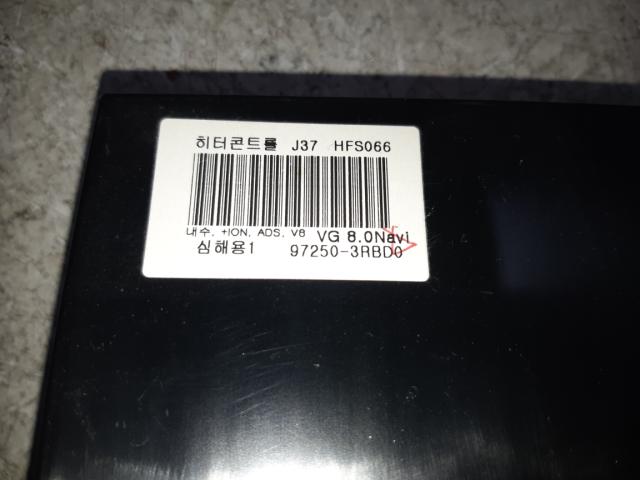 히터콘트롤 J37 HFS066
내수, +ION, ADS, V8 VG 8.0Navi
심해용1 97250-3RBD0